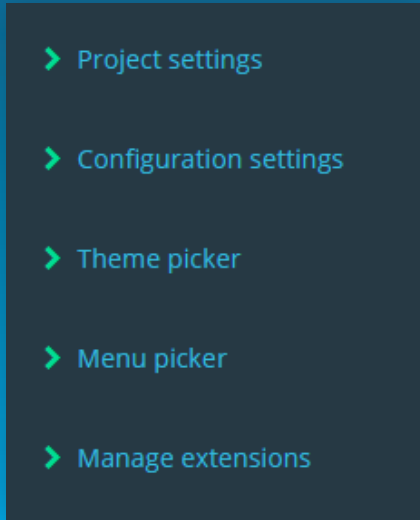 Project settings
Configuration settings
Theme picker
Menu picker
Manage extensions